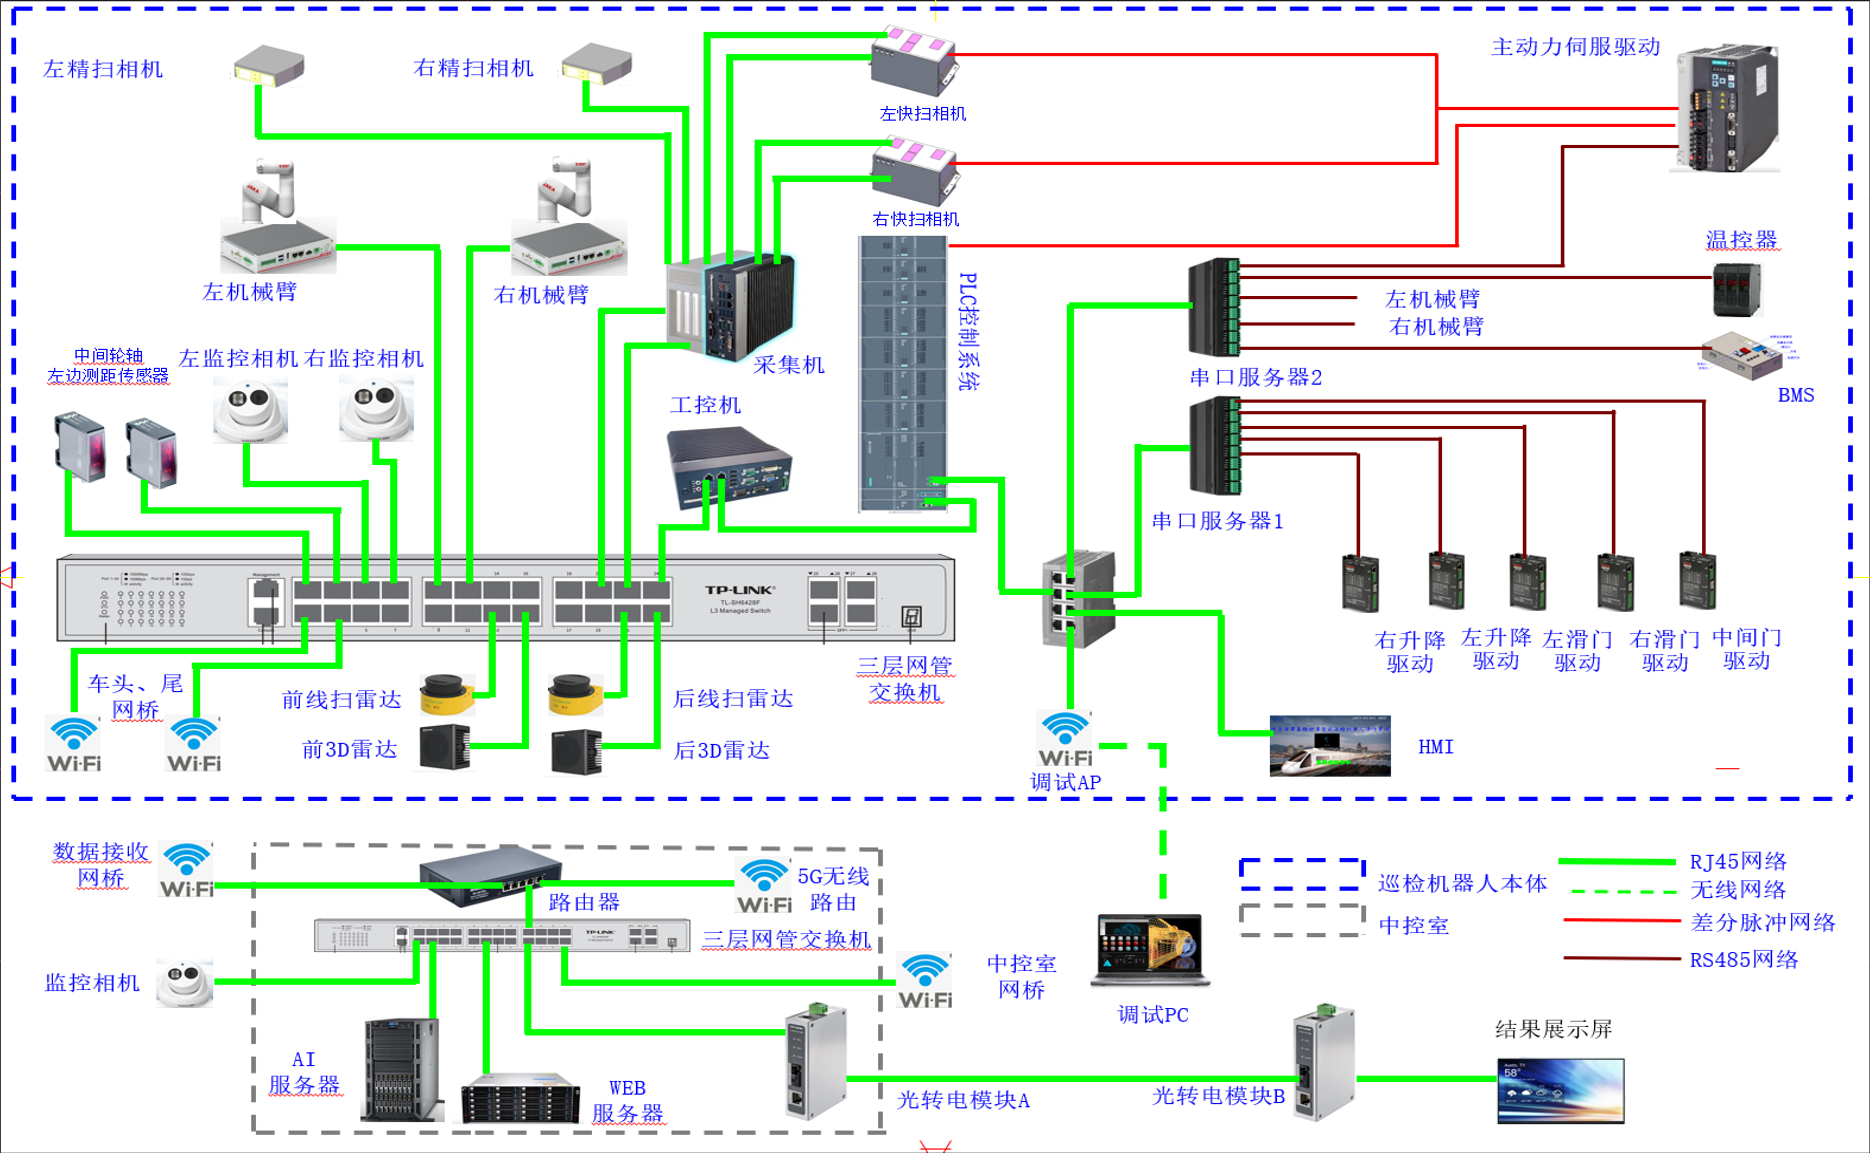 左精扫相机
右精扫相机
左快扫相机
主动力伺服驱动
右快扫相机
温控器
左机械臂
右机械臂
PLC控制系统
左机械臂
右机械臂
中间轮轴
左边测距传感器
左监控相机
右监控相机
采集机
串口服务器2
BMS
工控机
串口服务器1
Management
TP-LINK
TL-SH6428F
L3 Managed Switch
三层网管
交换机
右升降
驱动
左升降
驱动
左滑门
驱动
右滑门
驱动
中间门
驱动
车头、尾
网桥
前线扫雷达
后线扫雷达
前3D雷达
后3D雷达
Wi-Fi
Wi-Fi
Wi-Fi
调试AP
HMI
数据接收
网桥
Wi-Fi
路由器
Wi-Fi
5G无线
路由
TP-LINK
三层网管交换机
巡检机器人本体
中控室
RJ45网络
无线网络
差分脉冲网络
RS485网络
监控相机
Wi-Fi
中控室
网桥
调试PC
AI
服务器
WEB
服务器
光转电模块A
光转电模块B
结果展示屏
58°